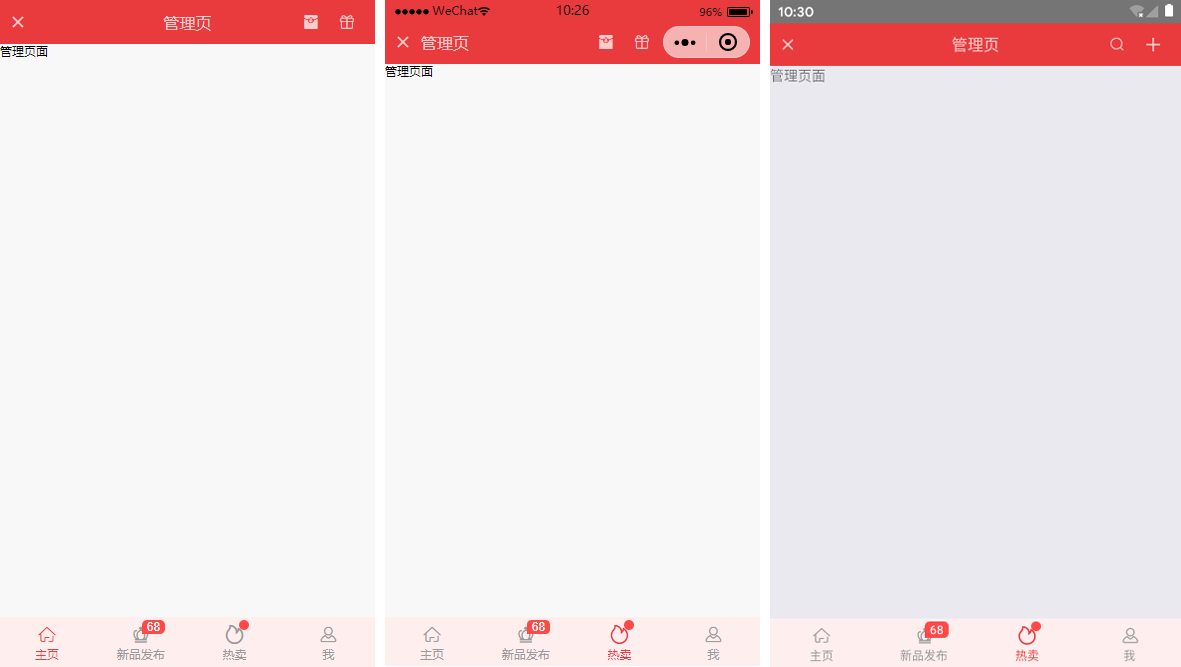 管理页
管理页面
68
主页
新品发布
热卖
我
●●●●● WeChat
10:26
96%
管理页
管理页面
68
主页
新品发布
热卖
我
10:30
管理页
管理页面
68
主页
新品发布
热卖
我